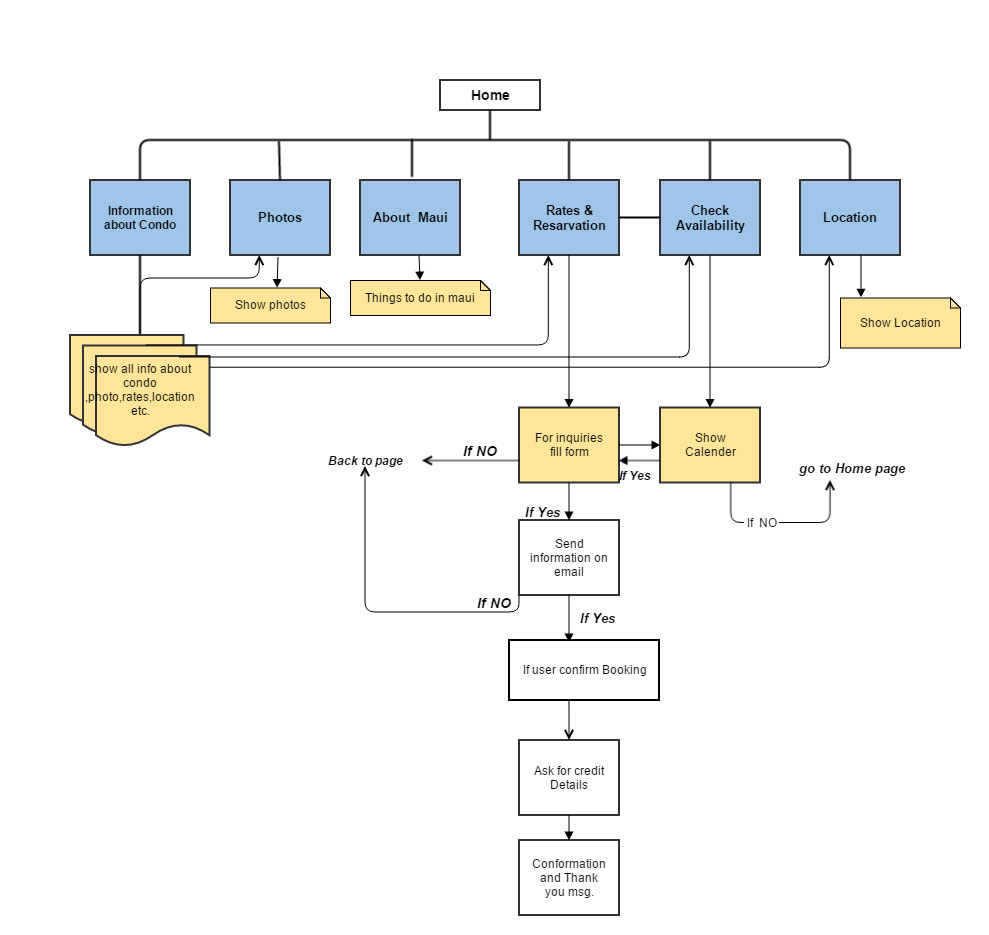 Home
Information
about Condo
Photos
About  Maui
Rates &
Resarvation
Check
Availability
Location
Show photos
Things to do in maui
Show Location
show all info about
condo
,photo,rates,location
etc.
For inquiries
fill form
Show
Calender
If NO
Back to page
If Yes
go to Home page
If  NO
If Yes
Send
information on
email
If NO
If Yes
If user confirm Booking
Ask for credit
Details
Conformation
and Thank
you msg.